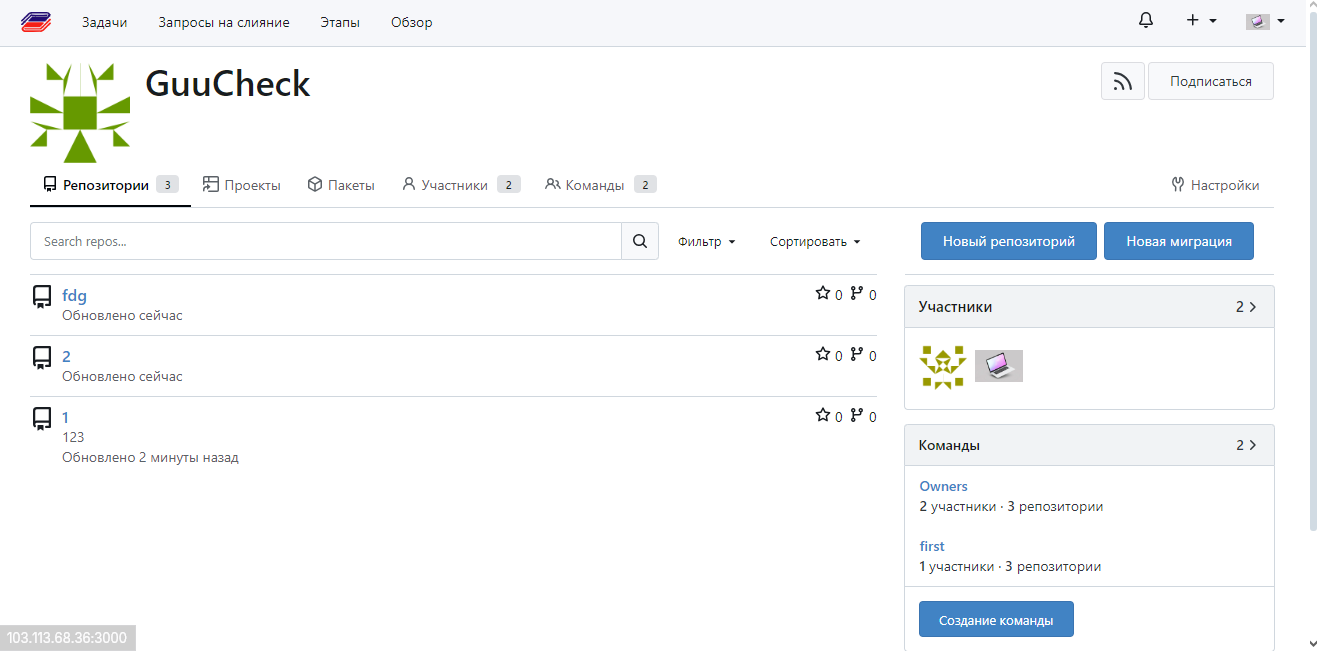 Задачи Запросы на слияние Этапы Обзор
GuuCheck
Подписаться
Репозитории 3 Проекты Пакеты Участники 2 Команды 2 Настройки
Search repos... Фильтр Сортировать Новый репозиторий Новая миграция
fdg 0 0
Обновлено сейчас
2 0 0
Обновлено сейчас
1 0 0
123
Обновлено 2 минуты назад
Участники 2
Команды 2
Owners
2 участники · 3 репозитории
first
1 участники · 3 репозитории
Создание команды
103.113.68.36:3000